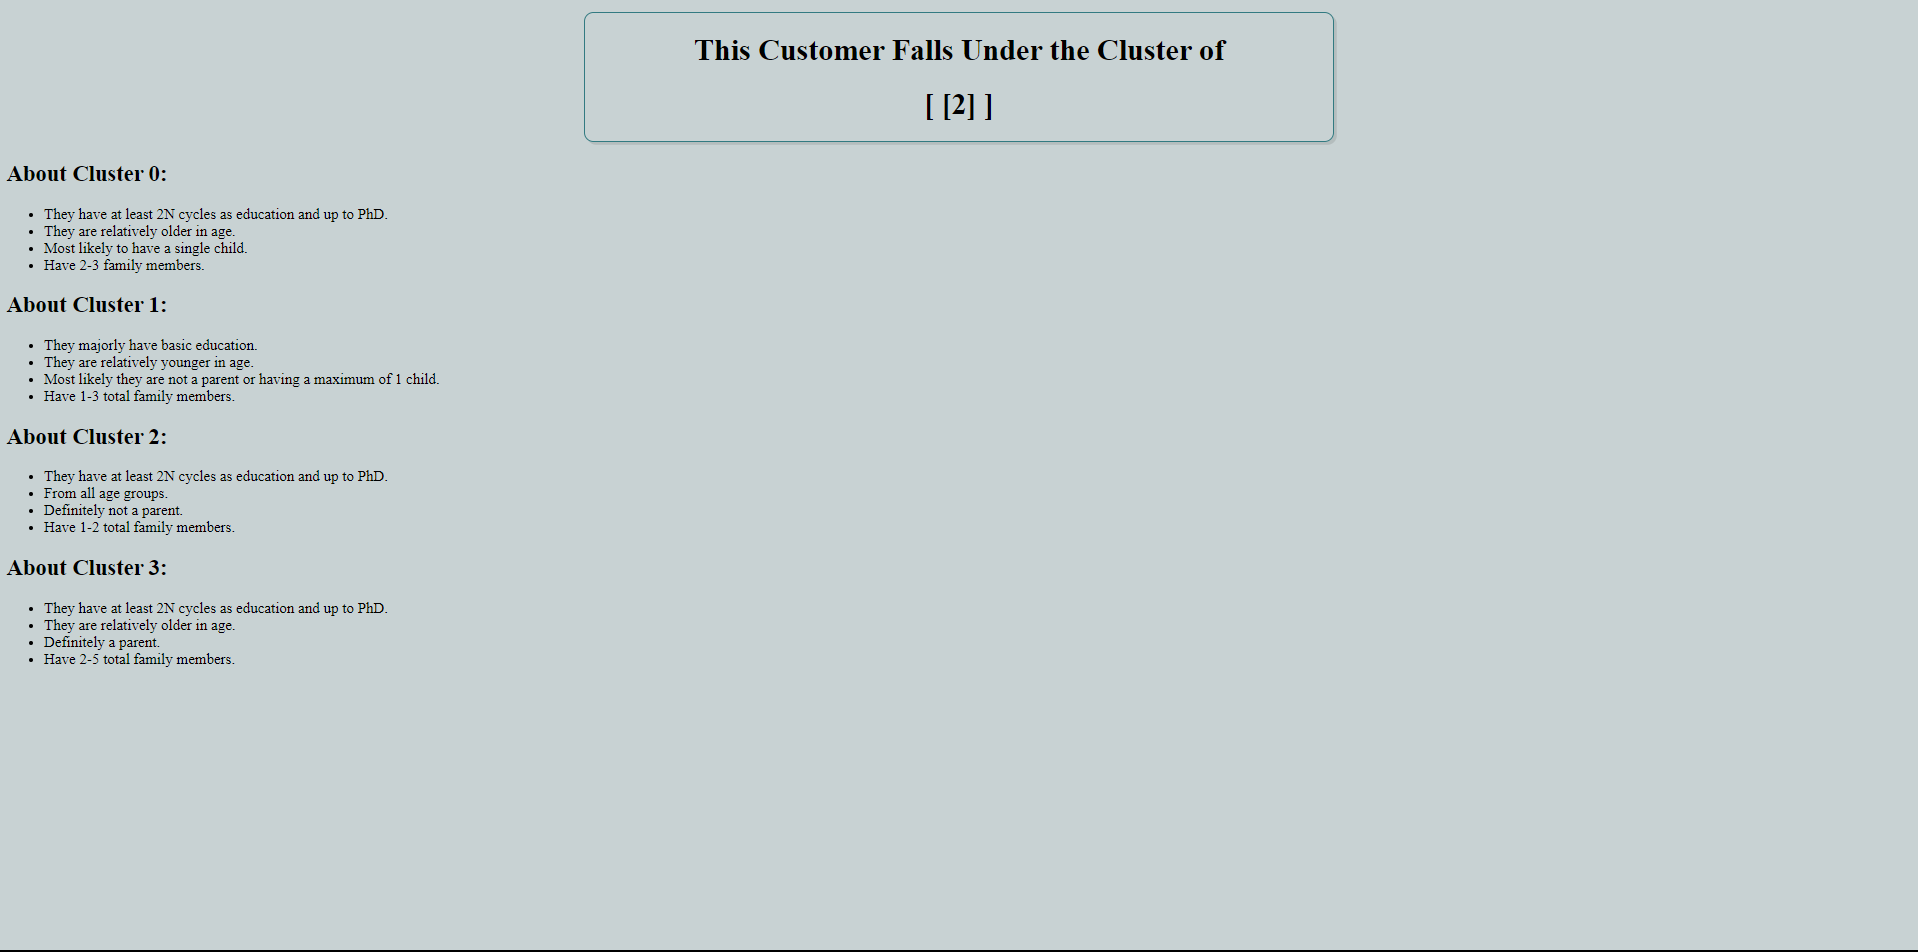 This Customer Falls Under the Cluster of
[ [2] ]
About Cluster 0:
• They have at least 2N cycles as education and up to PhD.
• They are relatively older in age.
• Most likely to have a single child.
• Have 2-3 family members.
About Cluster 1:
• They majorly have basic education.
• They are relatively younger in age.
• Most likely they are not a parent or having a maximum of 1 child.
• Have 1-3 total family members.
About Cluster 2:
• They have at least 2N cycles as education and up to PhD.
• From all age groups.
• Definitely not a parent.
• Have 1-2 total family members.
About Cluster 3:
• They have at least 2N cycles as education and up to PhD.
• They are relatively older in age.
• Definitely a parent.
• Have 2-5 total family members.